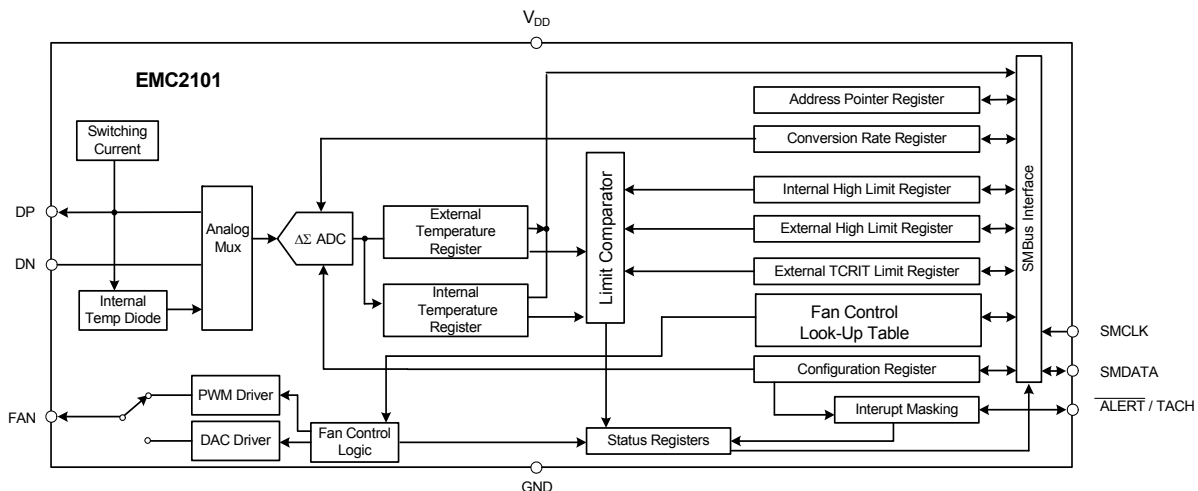 V_DD
EMC2101
Switching
Current
Address Pointer Register
Conversion Rate Register
DP
DN
Analog
Mux
ΔΣ ADC
External
Temperature
Register
Internal
Temperature
Register
Limit Comparator
Internal High Limit Register
External High Limit Register
External TCRIT Limit Register
SMBus Interface
Internal
Temp Diode
Fan Control
Look-Up Table
SMCLK
Configuration Register
SMDATA
Interupt Masking
ALERT / TACH
FAN
PWM Driver
DAC Driver
Fan Control
Logic
Status Registers
GND